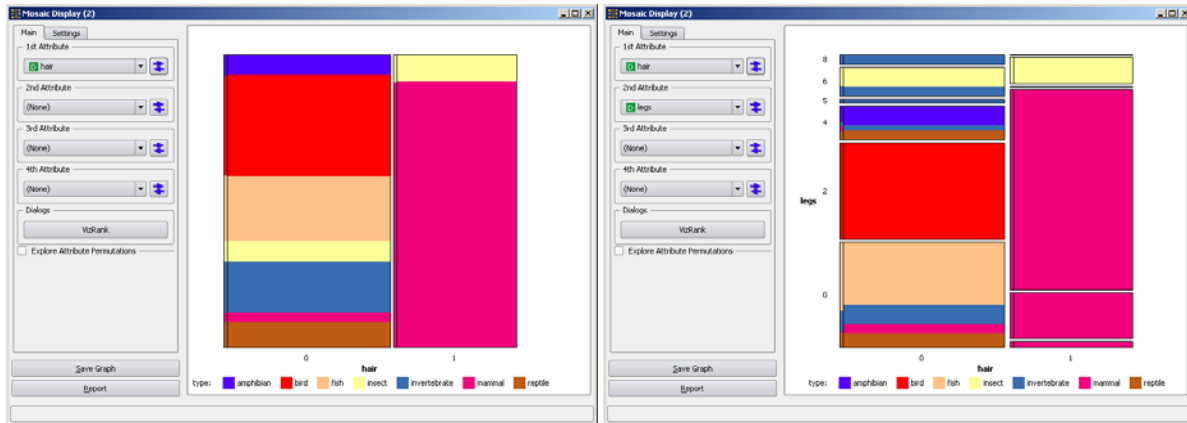 Mosaic Display (2)
Main Settings
1st Attribute
D hair
2nd Attribute
(None)
3rd Attribute
(None)
4th Attribute
(None)
Dialogs
VizRank
Explore Attribute Permutations
Save Graph
Report
0 1
hair
type: amphibian bird fish insect invertebrate mammal reptile
Mosaic Display (2)
Main Settings
1st Attribute
D hair
2nd Attribute
D legs
3rd Attribute
(None)
4th Attribute
(None)
Dialogs
VizRank
Explore Attribute Permutations
Save Graph
Report
8
6
5
4
2
legs
0
0 1
hair
type: amphibian bird fish insect invertebrate mammal reptile